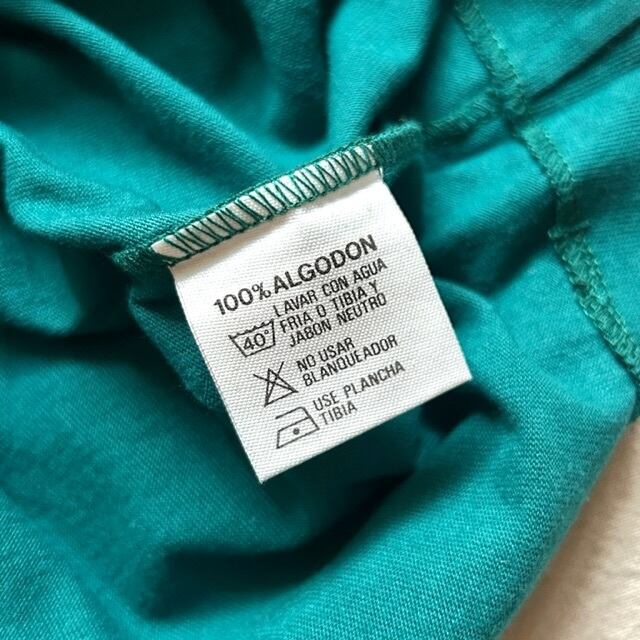 100% ALGODON
LAVAR CON AGUA
FRIA O TIBIA Y
JABON NEUTRO
40°
NO USAR
BLANQUEADOR
USE PLANCHA
TIBIA